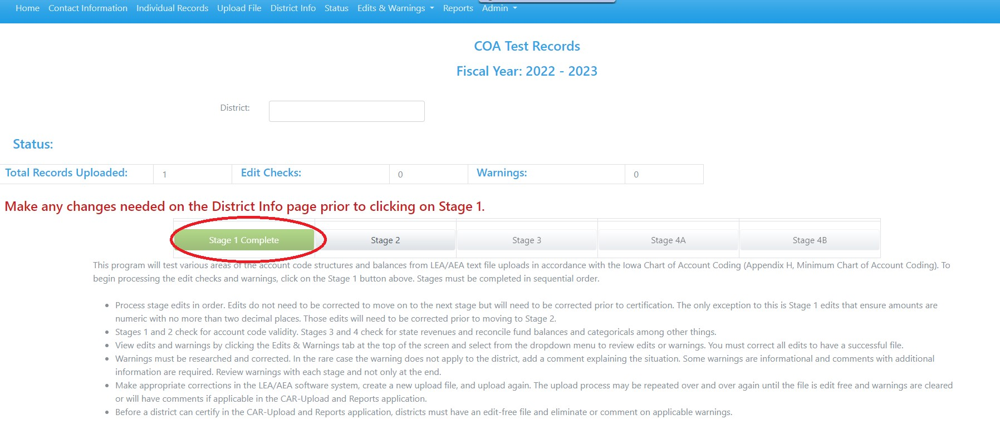 Home Contact Information Individual Records Upload File District Info Status Edits & Warnings Reports Admin
COA Test Records
Fiscal Year: 2022 - 2023
District:
Status:
Total Records Uploaded: 1 Edit Checks: 0 Warnings: 0
Make any changes needed on the District Info page prior to clicking on Stage 1.
Stage 1 Complete Stage 2 Stage 3 Stage 4A Stage 4B
This program will test various areas of the account code structures and balances from LEA/AEA text file uploads in accordance with the Iowa Chart of Account Coding (Appendix H, Minimum Chart of Account Coding). To
begin processing the edit checks and warnings, click on the Stage 1 button above. Stages must be completed in sequential order.
• Process stage edits in order. Edits do not need to be corrected to move on to the next stage but will need to be corrected prior to certification. The only exception to this is Stage 1 edits that ensure amounts are
numeric with no more than two decimal places. Those edits will need to be corrected prior to moving to Stage 2.
• Stages 1 and 2 check for account code validity. Stages 3 and 4 check for state revenues and reconcile fund balances and categoricals among other things.
• View edits and warnings by clicking the Edits & Warnings tab at the top of the screen and select from the dropdown menu to review edits or warnings. You must correct all edits to have a successful file.
• Warnings must be researched and corrected. In the rare case the warning does not apply to the district, add a comment explaining the situation. Some warnings are informational and comments with additional
information are required. Review warnings with each stage and not only at the end.
• Make appropriate corrections in the LEA/AEA software system, create a new upload file, and upload again. The upload process may be repeated over and over again until the file is edit free and warnings are cleared
or will have comments if applicable in the CAR-Upload and Reports application.
• Before a district can certify in the CAR-Upload and Reports application, districts must have an edit-free file and eliminate or comment on applicable warnings.